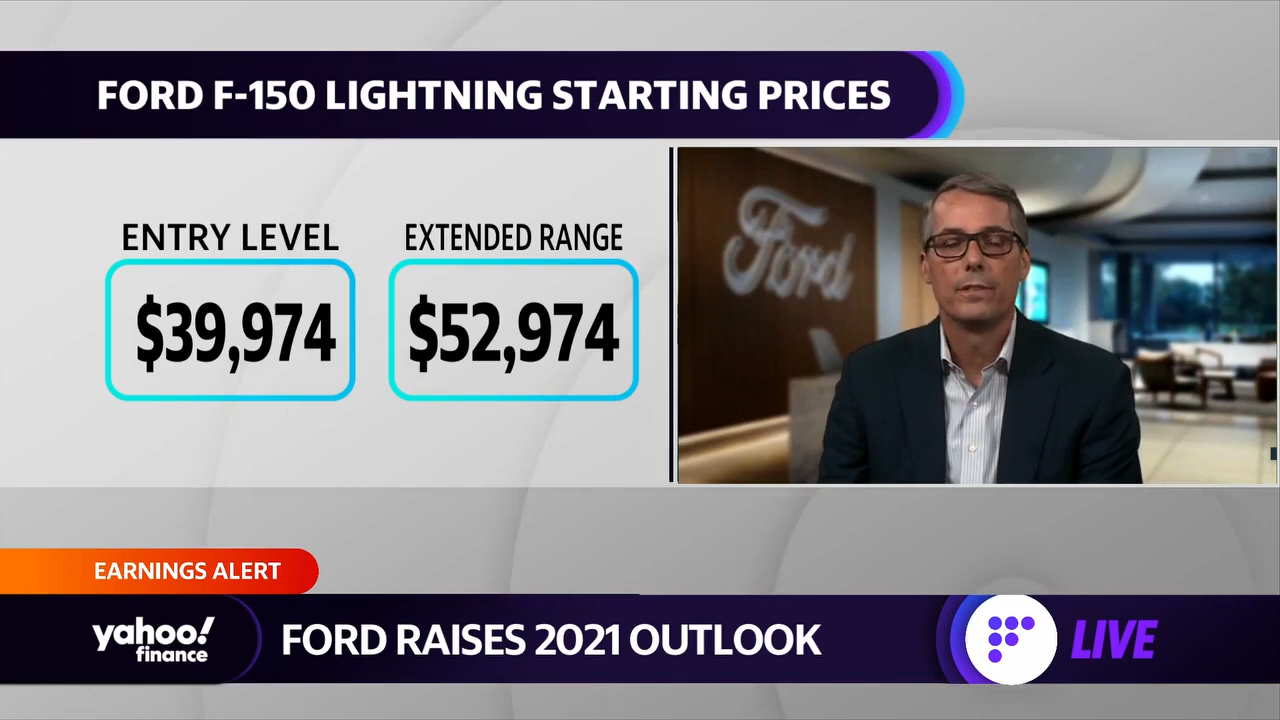 FORD F-150 LIGHTNING STARTING PRICES
ENTRY LEVEL
EXTENDED RANGE
$39,974
$52,974
Ford
EARNINGS ALERT
yahoo!
finance
FORD RAISES 2021 OUTLOOK
LIVE